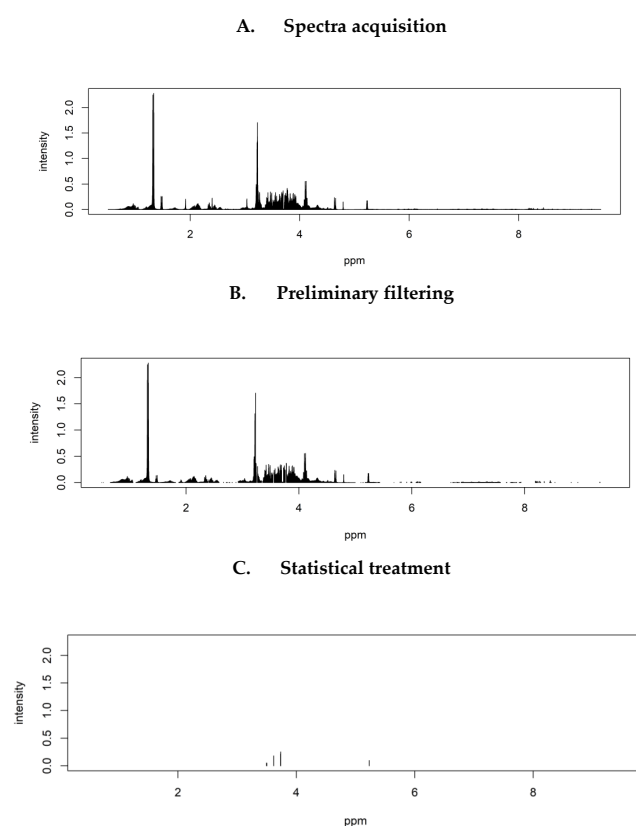 A. Spectra acquisition
2.0
1.5
1.0
0.5
0.0
intensity
2 4 6 8
ppm
B. Preliminary filtering
2.0
1.5
1.0
0.5
0.0
intensity
2 4 6 8
ppm
C. Statistical treatment
2.0
1.5
1.0
0.5
0.0
intensity
2 4 6 8
ppm